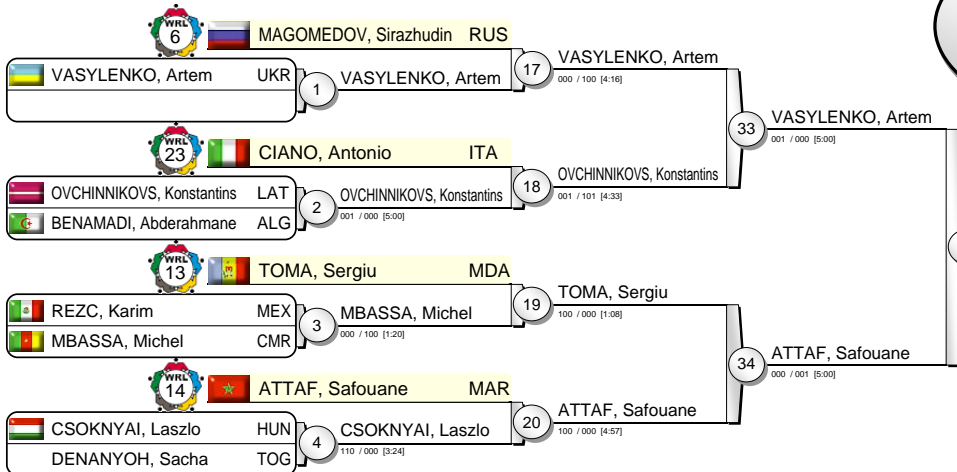 WRL 6 MAGOMEDOV, Sirazhudin RUS
VASYLENKO, Artem UKR
1 VASYLENKO, Artem
17 VASYLENKO, Artem
000 / 100 [4:16]
WRL 23 CIANO, Antonio ITA
OVCHINNIKOVS, Konstantins LAT
BENAMADI, Abderahmane ALG
2 OVCHINNIKOVS, Konstantins
001 / 000 [5:00]
18 OVCHINNIKOVS, Konstantins
001 / 101 [4:33]
33 VASYLENKO, Artem
001 / 000 [5:00]
WRL 13 TOMA, Sergiu MDA
REZC, Karim MEX
MBASSA, Michel CMR
3 MBASSA, Michel
000 / 100 [1:20]
19 TOMA, Sergiu
100 / 000 [1:08]
WRL 14 ATTAF, Safouane MAR
CSOKNYAI, Laszlo HUN
DENANYOH, Sacha TOG
4 CSOKNYAI, Laszlo
110 / 000 [3:24]
20 ATTAF, Safouane
100 / 000 [4:57]
34 ATTAF, Safouane
000 / 001 [5:00]